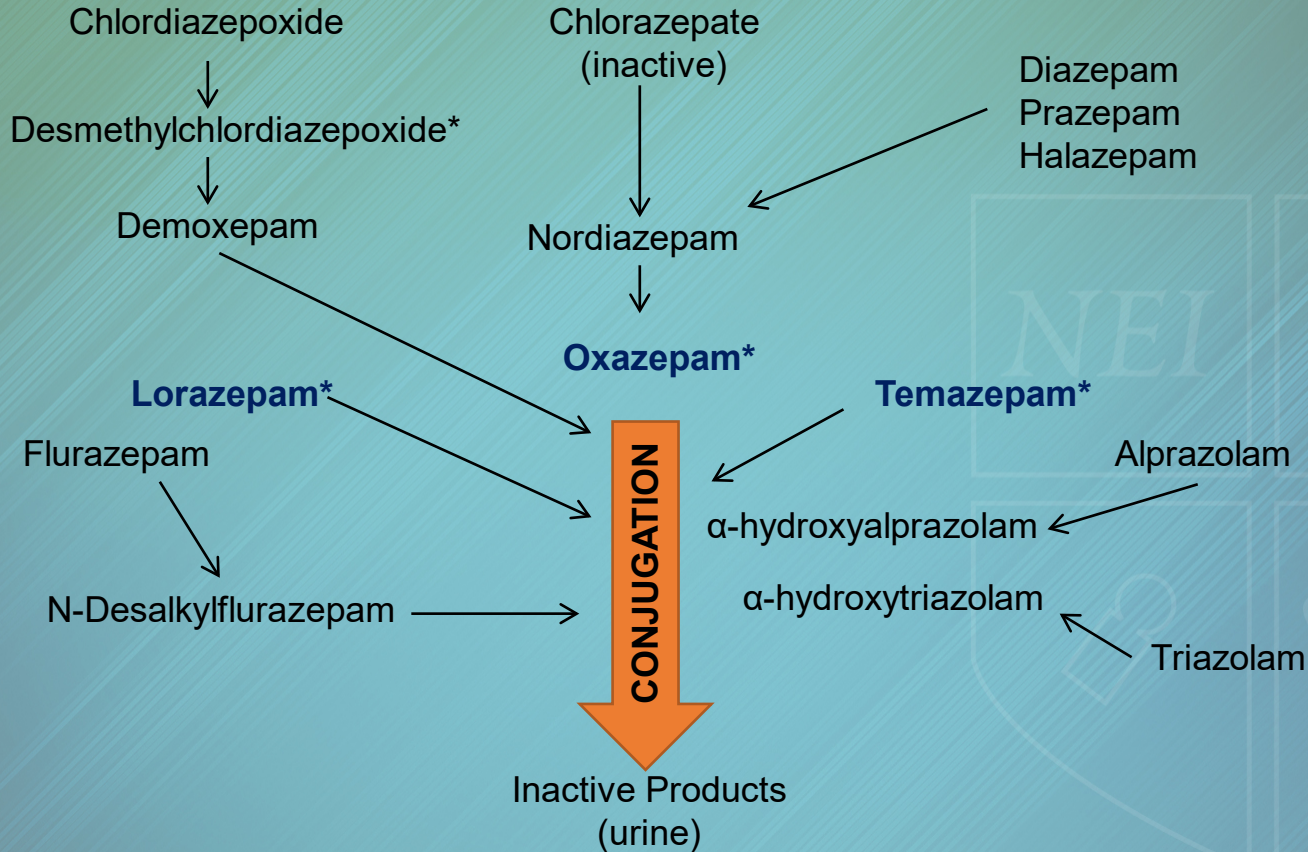 Chlordiazepoxide
Chlorazepate
(inactive)
Diazepam
Prazepam
Halazepam
Desmethylchlordiazepoxide*
Demoxepam
Nordiazepam
NEI
Oxazepam*
Lorazepam*
Temazepam*
Flurazepam
Alprazolam
CONJUGATION
α-hydroxyalprazolam
N-Desalkylflurazepam
α-hydroxytriazolam
Triazolam
Inactive Products
(urine)